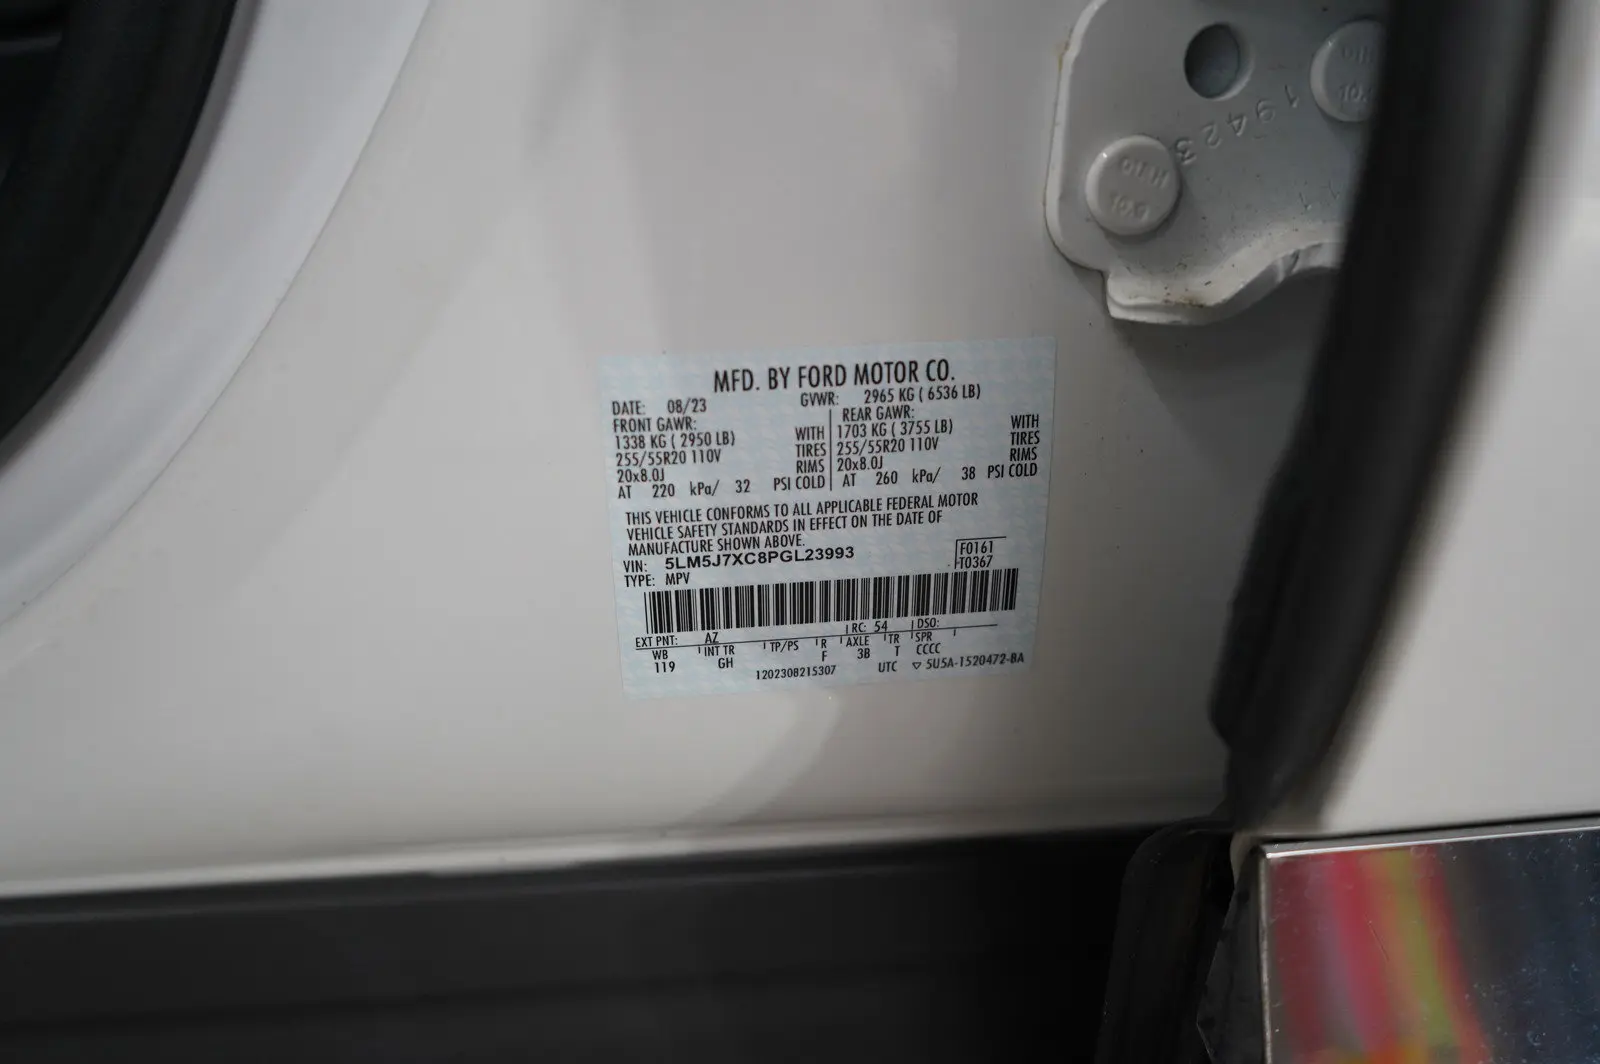 19423
MFD. BY FORD MOTOR CO.
DATE: 08/23 GVWR: 2965 KG ( 6536 LB)
FRONT GAWR: REAR GAWR:
1338 KG ( 2950 LB) WITH 1703 KG ( 3755 LB) WITH
255/55R20 110V TIRES 255/55R20 110V TIRES
20x8.0J RIMS 20x8.0J RIMS
AT 220 kPa/ 32 PSI COLD AT 260 kPa/ 38 PSI COLD
THIS VEHICLE CONFORMS TO ALL APPLICABLE FEDERAL MOTOR
VEHICLE SAFETY STANDARDS IN EFFECT ON THE DATE OF
MANUFACTURE SHOWN ABOVE.
VIN: 5LM5J7XC8PGL23993 F0161
TYPE: MPV T0367
EXT PNT: AZ RC: 54 DSO:
WB INT TR TP/PS R AXLE TR SPR
119 GH F 3B T CCCC
1202308215307 UTC ▽ 5U5A-1520472-BA